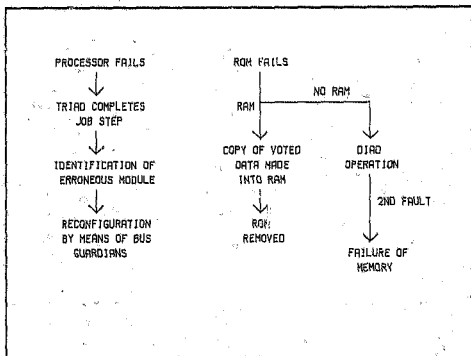 PROCESSOR FAILS
TRIAD COMPLETES
JOB STEP
IDENTIFICATION OF
ERRONEOUS MODULE
RECONFIGURATION
BY MEANS OF BUS
GUARDIANS
ROM FAILS
RAM
NO RAM
COPY OF VOTED
DATA MADE
INTO RAM
ROM
REMOVED
DIAD
OPERATION
2ND FAULT
FAILURE OF
MEMORY